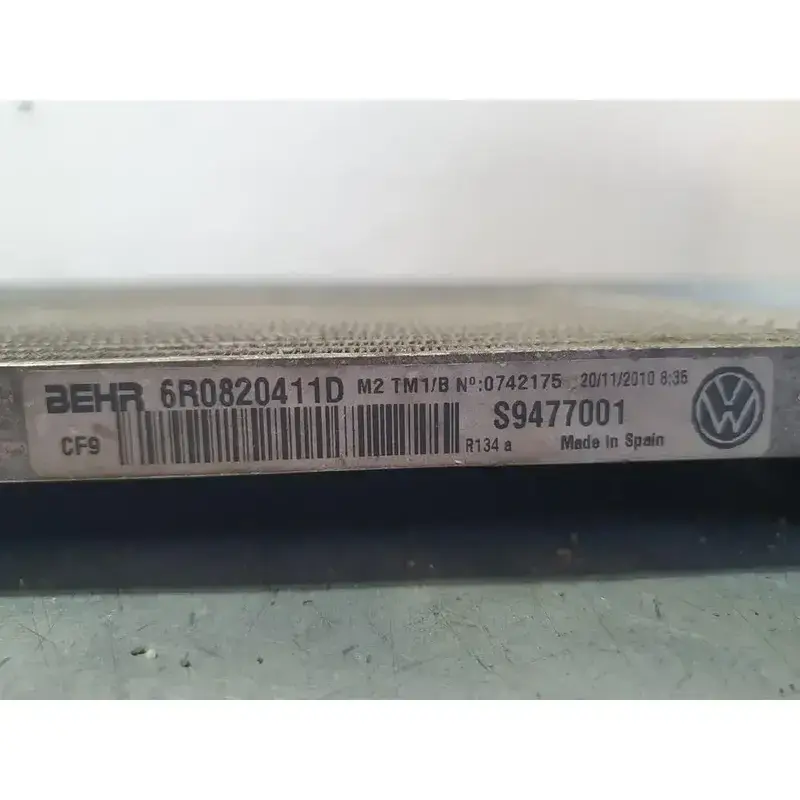 BEHR 6R0820411D M2 TM1/B Nº:0742175 20/11/2010 8:35
CF9 S9477001
R134 a Made In Spain